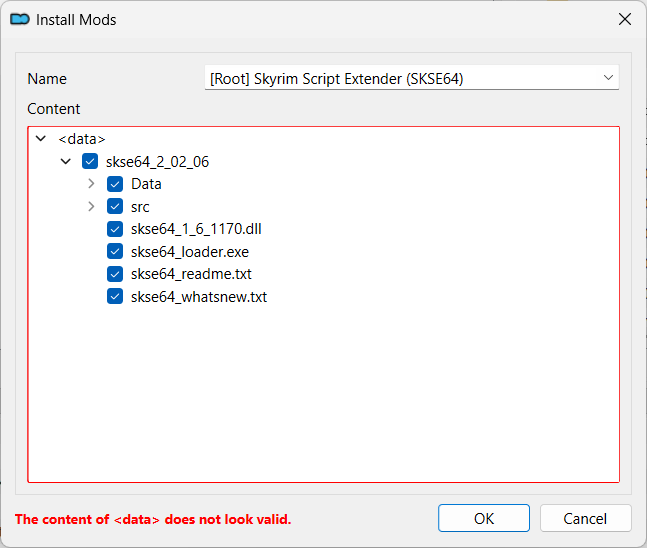 Install Mods
Name
[Root] Skyrim Script Extender (SKSE64)
Content
<data>
skse64_2_02_06
Data
src
skse64_1_6_1170.dll
skse64_loader.exe
skse64_readme.txt
skse64_whatsnew.txt
The content of <data> does not look valid.
OK
Cancel